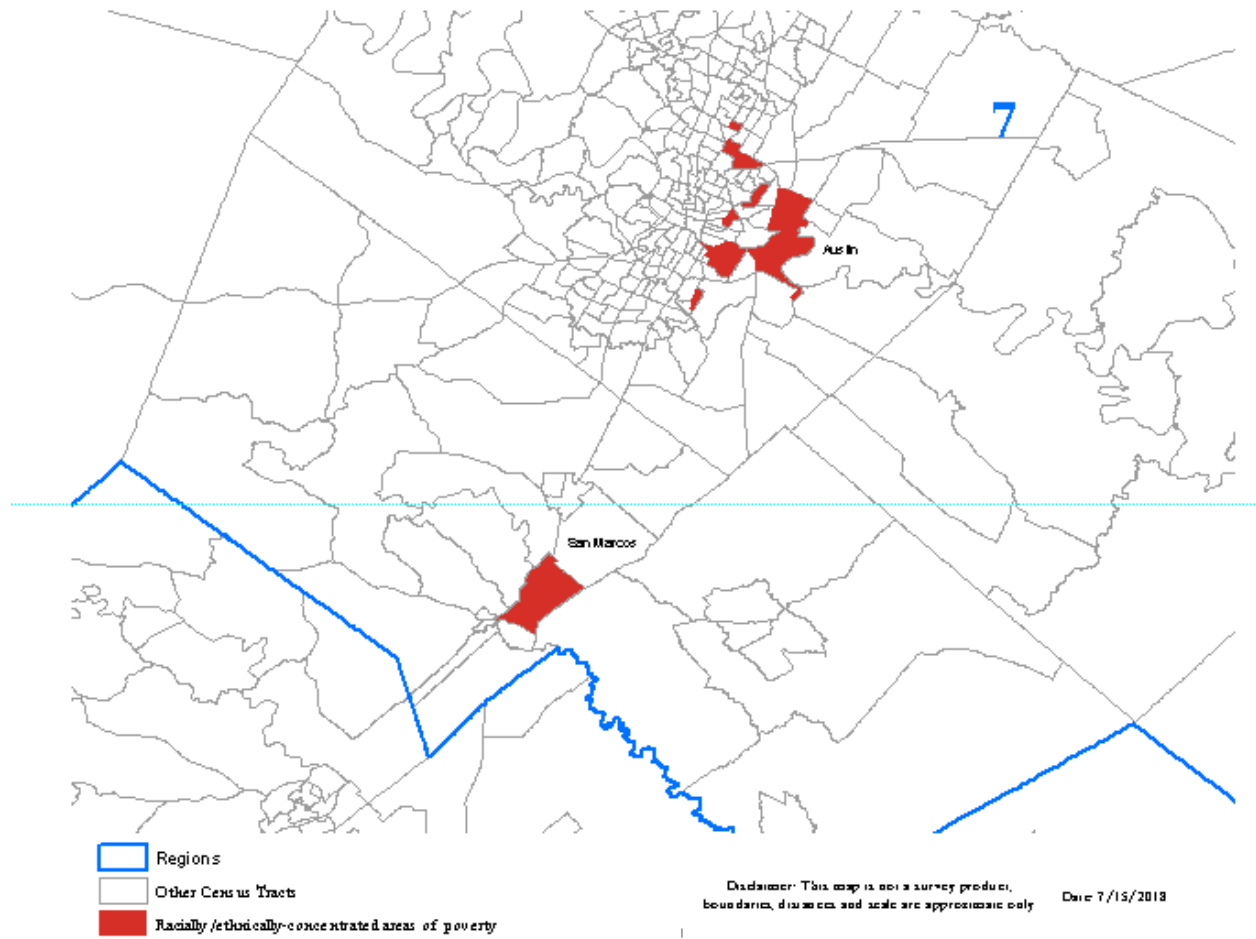 7
Austin
San Marcos
Regions
Other Census Tracts
Racially/ethnically-concentrated areas of poverty
Disclaimer: This map is not a survey product,
boundaries, distances and scale are approximate only
Date: 7/15/2018